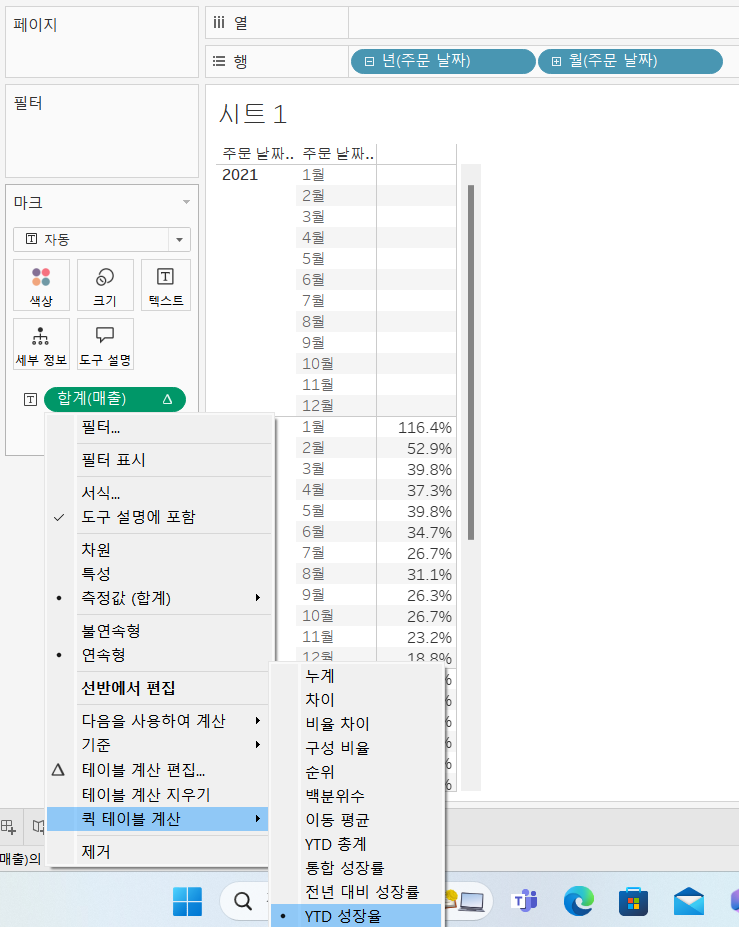 페이지
필터
마크
자동
색상
크기
텍스트
세부 정보
도구 설명
합계(매출)
열
행
년(주문 날짜)
월(주문 날짜)
시트 1
주문 날짜.. 주문 날짜..
2021 1월
2월
3월
4월
5월
6월
7월
8월
9월
10월
11월
12월
1월 116.4%
2월 52.9%
3월 39.8%
4월 37.3%
5월 39.8%
6월 34.7%
7월 26.7%
8월 31.1%
9월 26.3%
10월 26.7%
11월 23.2%
12월 18.8%
%
%
%
%
%
필터...
필터 표시
서식...
도구 설명에 포함
차원
특성
측정값 (합계)
불연속형
연속형
선반에서 편집
다음을 사용하여 계산
기준
테이블 계산 편집...
테이블 계산 지우기
퀵 테이블 계산
제거
누계
차이
비율 차이
구성 비율
순위
백분위수
이동 평균
YTD 총계
통합 성장률
전년 대비 성장률
YTD 성장율
매출)의